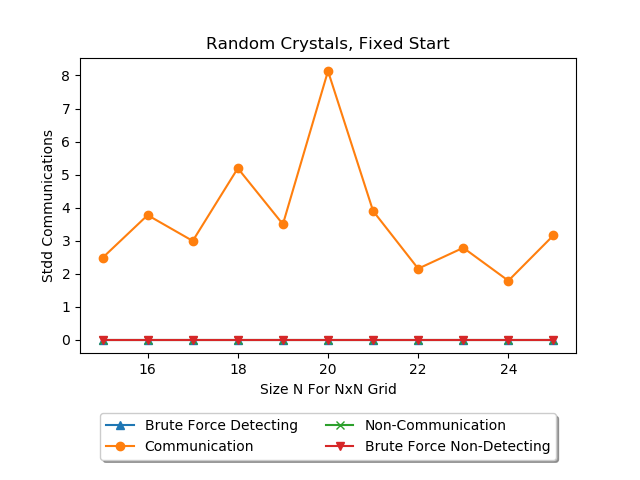 Random Crystals, Fixed Start
Stdd Communications
8
7
6
5
4
3
2
1
0
16 18 20 22 24
Size N For NxN Grid
Brute Force Detecting Non-Communication
Communication Brute Force Non-Detecting